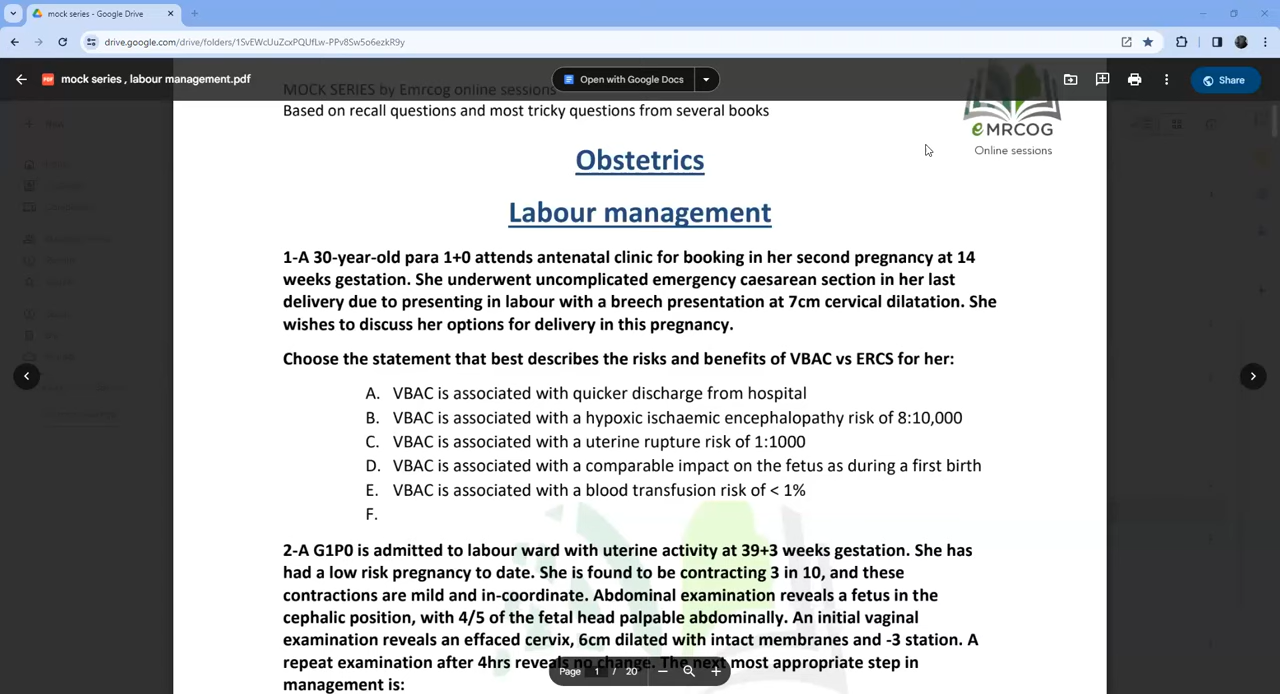 mock series - Google Drive
drive.google.com/drive/folders/1SvEWcUuZcxPQUfLw-PPv8Sw5o6ezkR9y
mock series , labour management.pdf
Open with Google Docs
Share
MOCK SERIES by Emrcog online sessions
Based on recall questions and most tricky questions from several books
eMRCOG
Online sessions
Obstetrics
Labour management
1-A 30-year-old para 1+0 attends antenatal clinic for booking in her second pregnancy at 14
weeks gestation. She underwent uncomplicated emergency caesarean section in her last
delivery due to presenting in labour with a breech presentation at 7cm cervical dilatation. She
wishes to discuss her options for delivery in this pregnancy.
Choose the statement that best describes the risks and benefits of VBAC vs ERCS for her:
A. VBAC is associated with quicker discharge from hospital
B. VBAC is associated with a hypoxic ischaemic encephalopathy risk of 8:10,000
C. VBAC is associated with a uterine rupture risk of 1:1000
D. VBAC is associated with a comparable impact on the fetus as during a first birth
E. VBAC is associated with a blood transfusion risk of < 1%
F.
2-A G1P0 is admitted to labour ward with uterine activity at 39+3 weeks gestation. She has
had a low risk pregnancy to date. She is found to be contracting 3 in 10, and these
contractions are mild and in-coordinate. Abdominal examination reveals a fetus in the
cephalic position, with 4/5 of the fetal head palpable abdominally. An initial vaginal
examination reveals an effaced cervix, 6cm dilated with intact membranes and -3 station. A
repeat examination after 4hrs reveals no change. The next most appropriate step in
management is:
Page 1 / 20